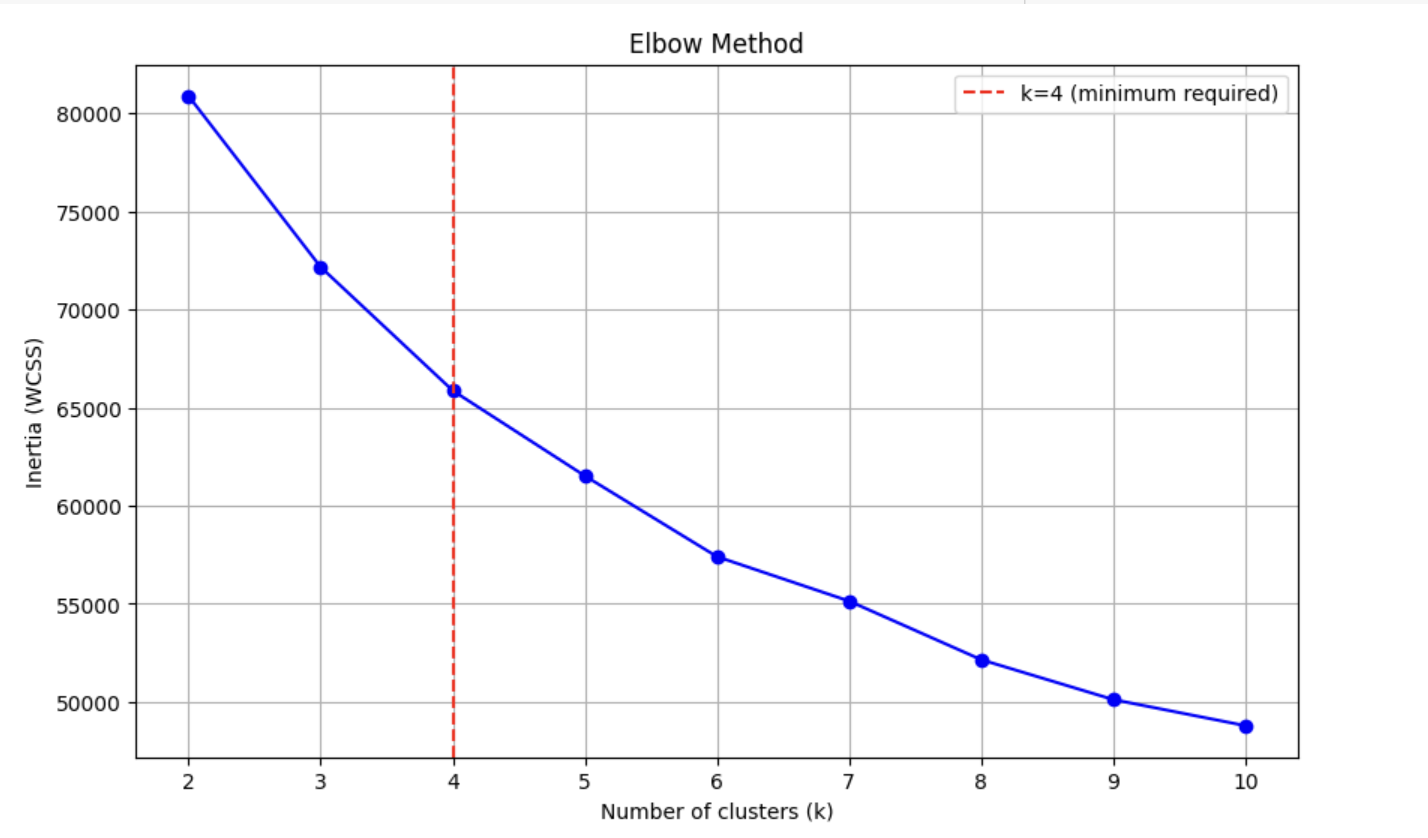 Elbow Method
k=4 (minimum required)
80000
75000
70000
65000
60000
55000
50000
Inertia (WCSS)
2 3 4 5 6 7 8 9 10
Number of clusters (k)